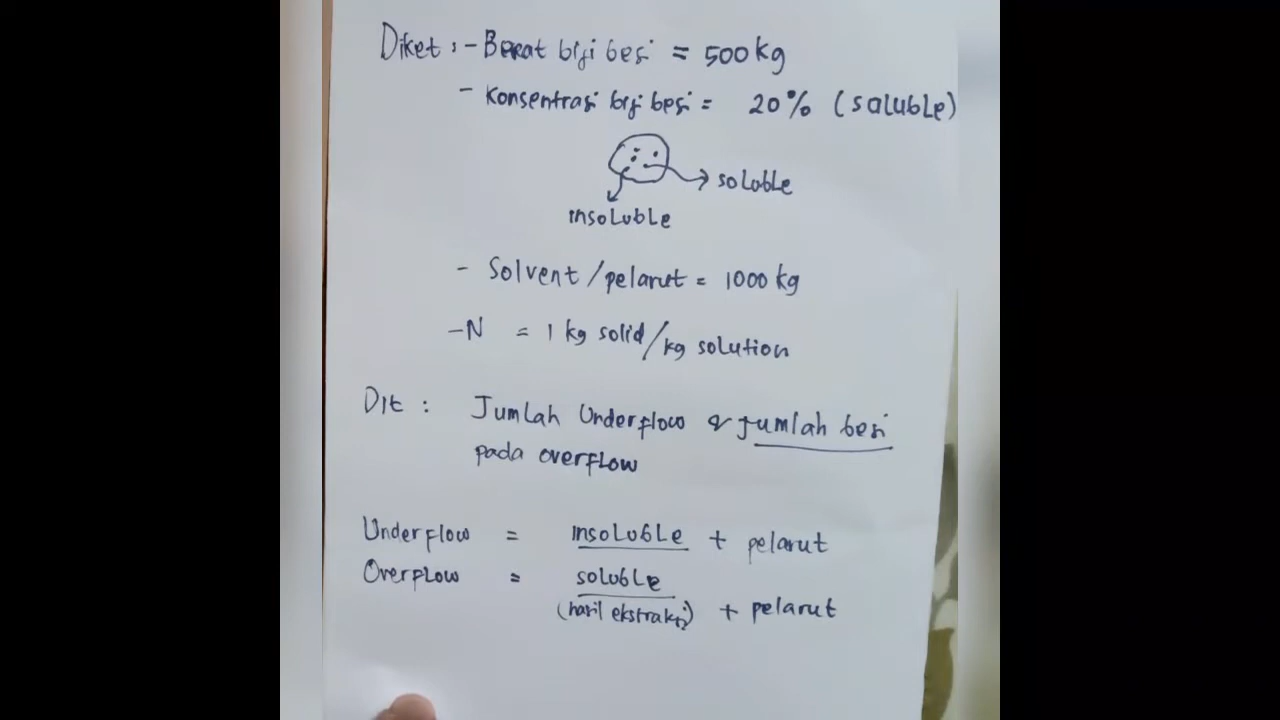 Diket : - Berat biji besi = 500 kg
- Konsentrasi biji besi = 20% (soluble)
soluble
insoluble
- Solvent / pelarut = 1000 kg
- N = 1 kg solid / kg solution
Dit : Jumlah Underflow & jumlah besi
pada overflow
Underflow = insoluble + pelarut
Overflow = soluble
(hasil ekstraksi) + pelarut